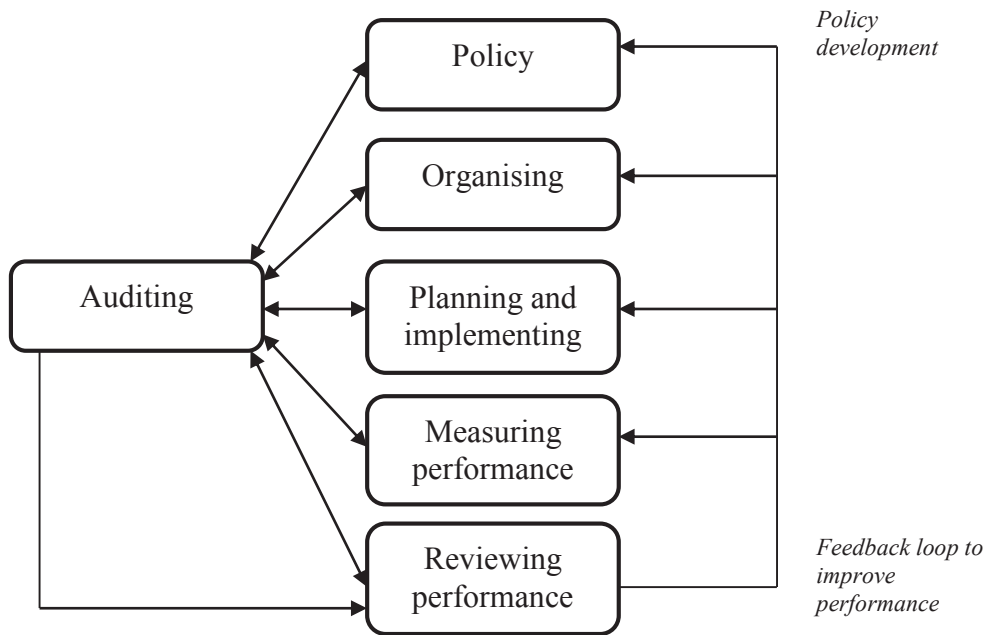 Policy
Policy
development
Organising
Auditing
Planning and
implementing
Measuring
performance
Reviewing
performance
Feedback loop to
improve
performance